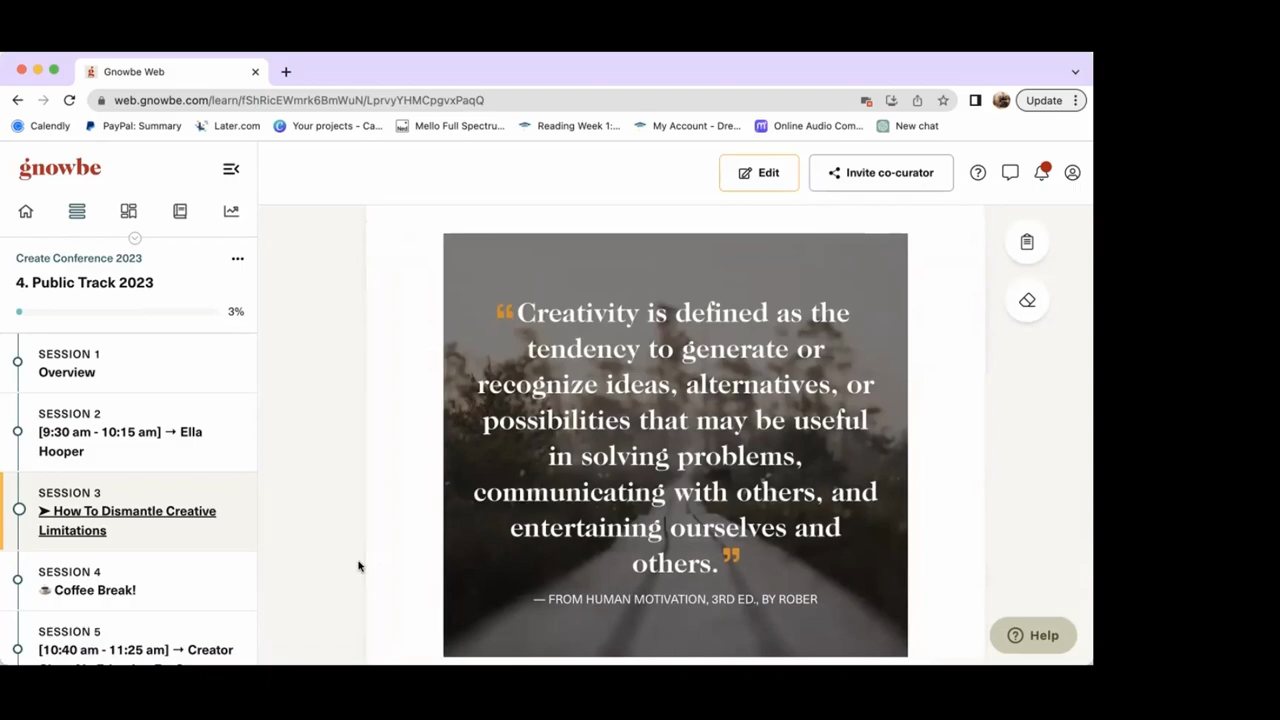 Gnowbe Web
web.gnowbe.com/learn/fShRicEWmrk6BmWuN/LprvyYHMCpgvxPaqQ
Update
Calendly
PayPal: Summary
Later.com
Your projects - Ca...
Mello Full Spectru...
Reading Week 1:...
My Account - Dre...
Online Audio Com...
New chat
gnowbe
Edit
Invite co-curator
Create Conference 2023
4. Public Track 2023
3%
SESSION 1
Overview
SESSION 2
[9:30 am - 10:15 am] → Ella
Hooper
SESSION 3
➤ How To Dismantle Creative
Limitations
SESSION 4
☕ Coffee Break!
SESSION 5
[10:40 am - 11:25 am] → Creator
“Creativity is defined as the
tendency to generate or
recognize ideas, alternatives, or
possibilities that may be useful
in solving problems,
communicating with others, and
entertaining ourselves and
others.”
— FROM HUMAN MOTIVATION, 3RD ED., BY ROBER
Help